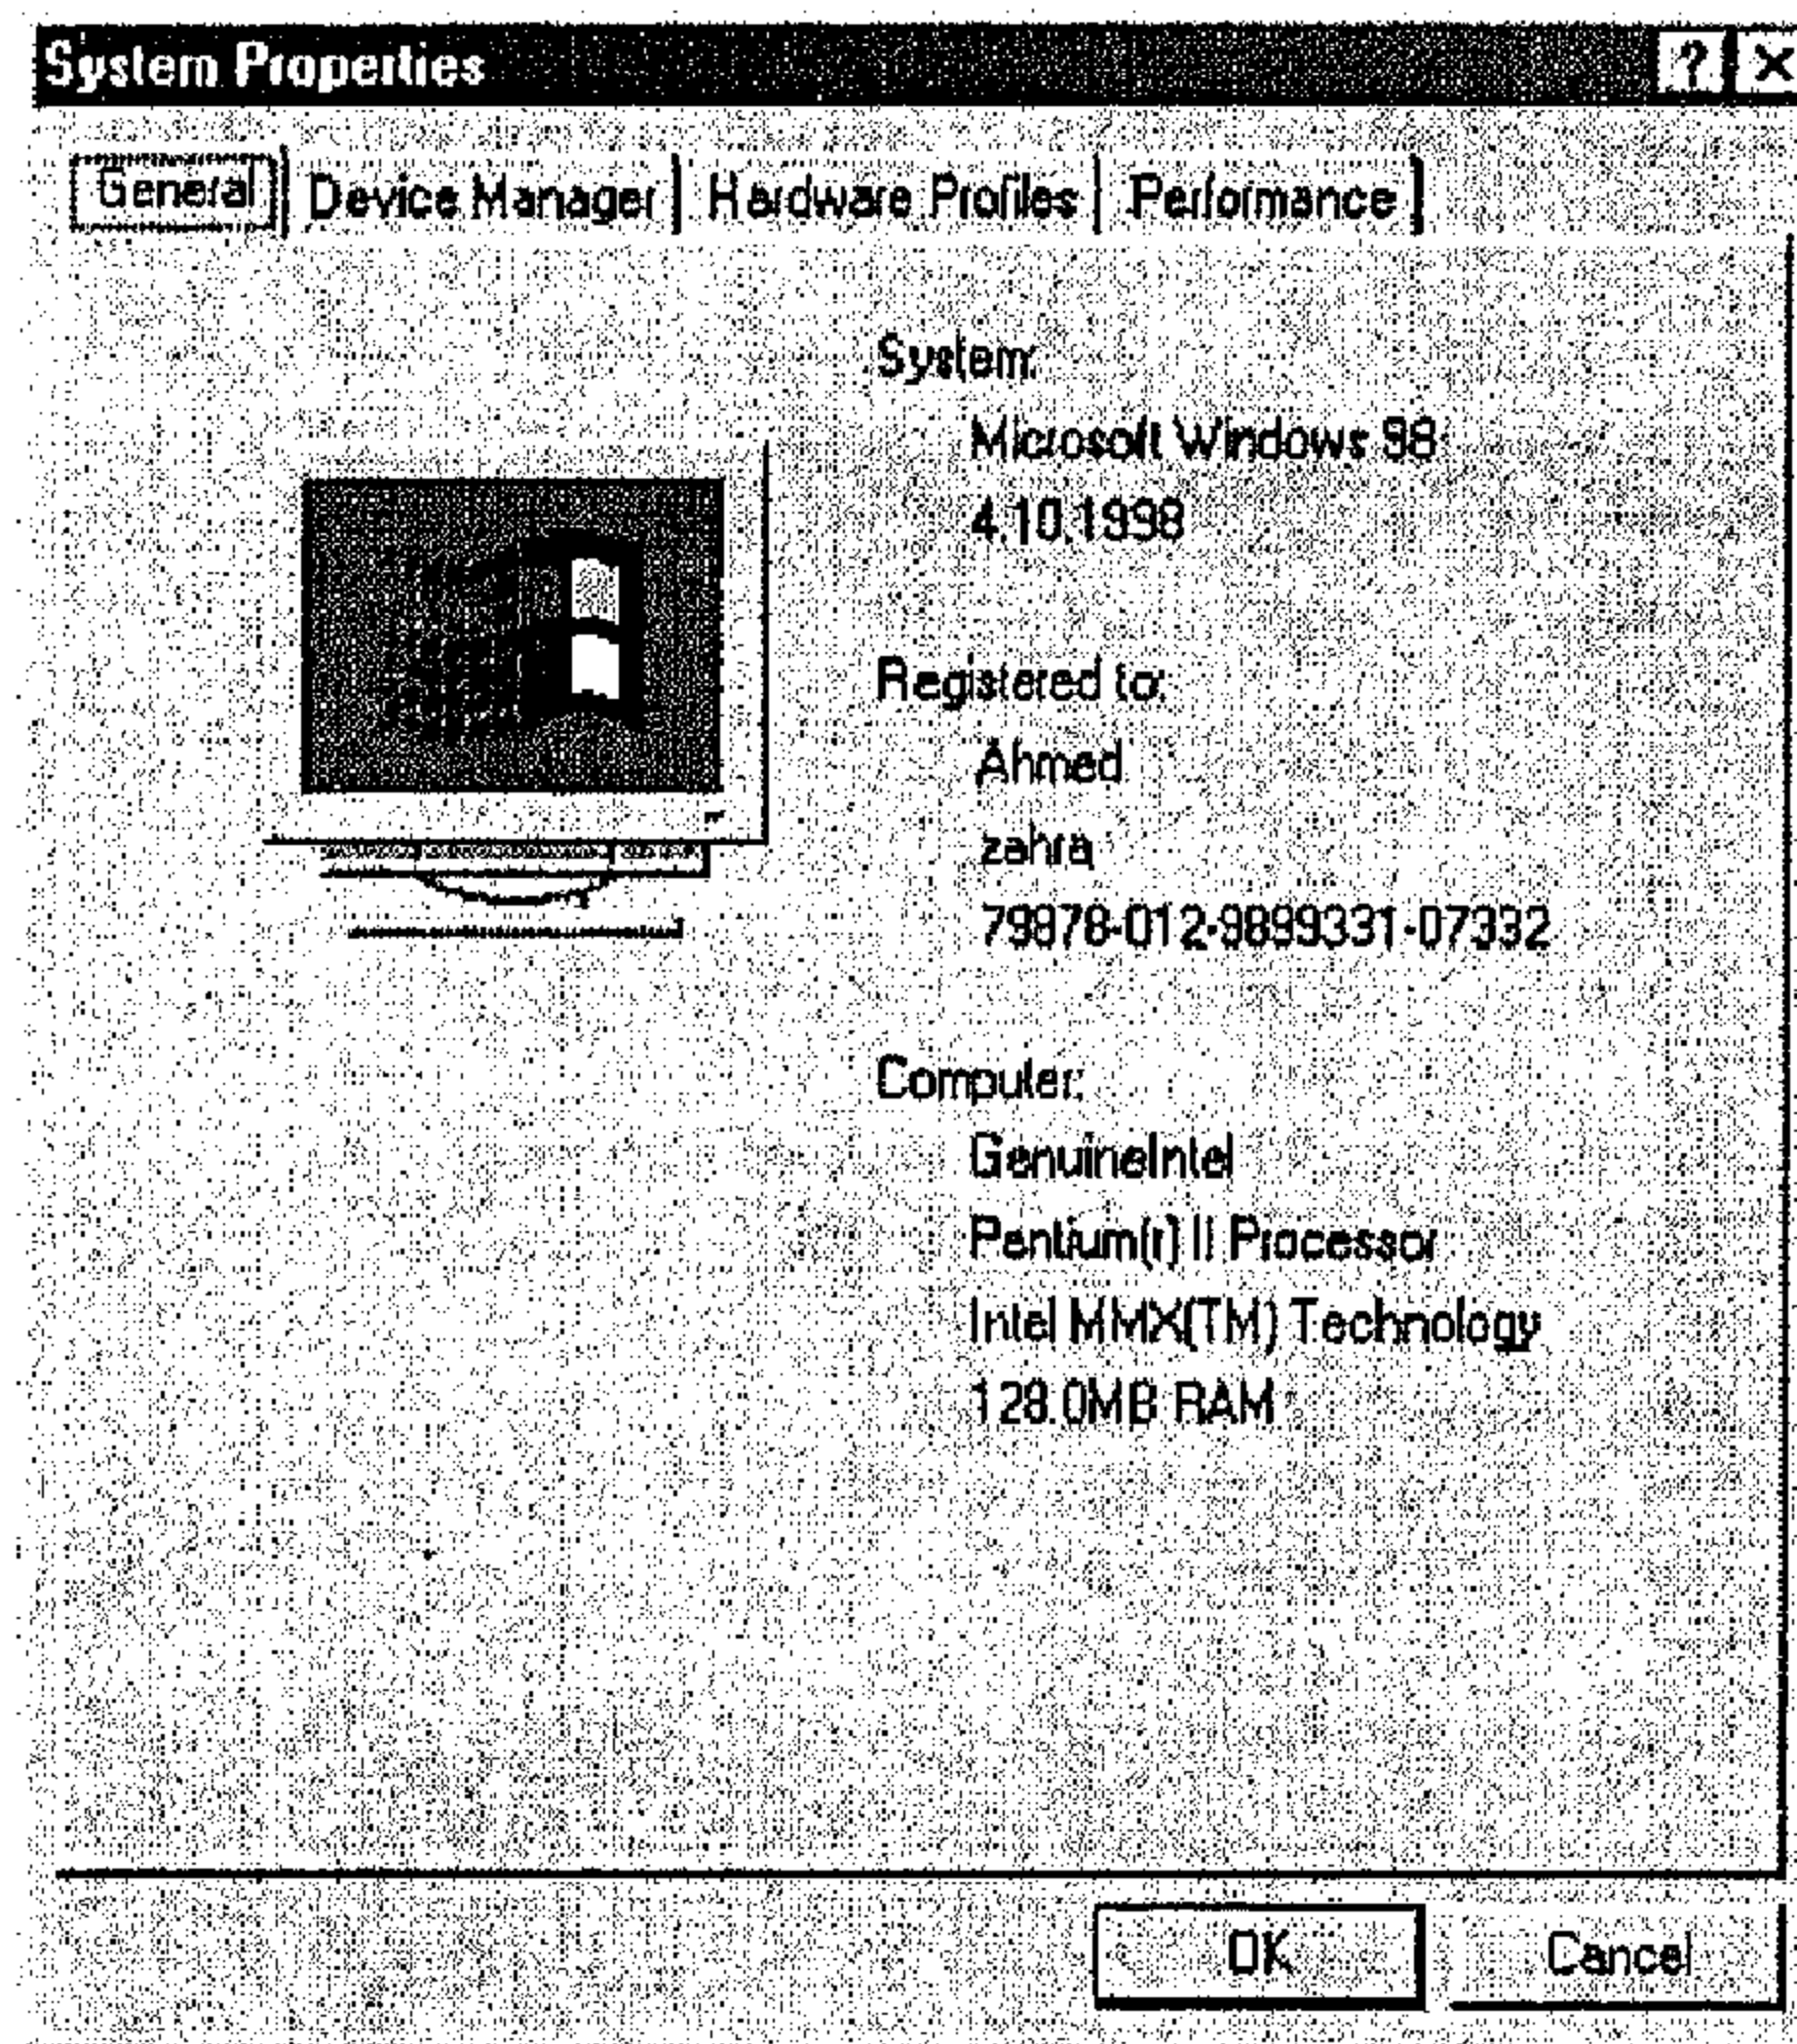 System Properties ? ×
General Device Manager Hardware Profiles Performance
System:
Microsoft Windows 98
4.10.1998
Registered to:
Ahmed
zahra
79978-012-9899331-07332
Computer:
GenuineIntel
Pentium(r) II Processor
Intel MMX(TM) Technology
128.0MB RAM
OK Cancel